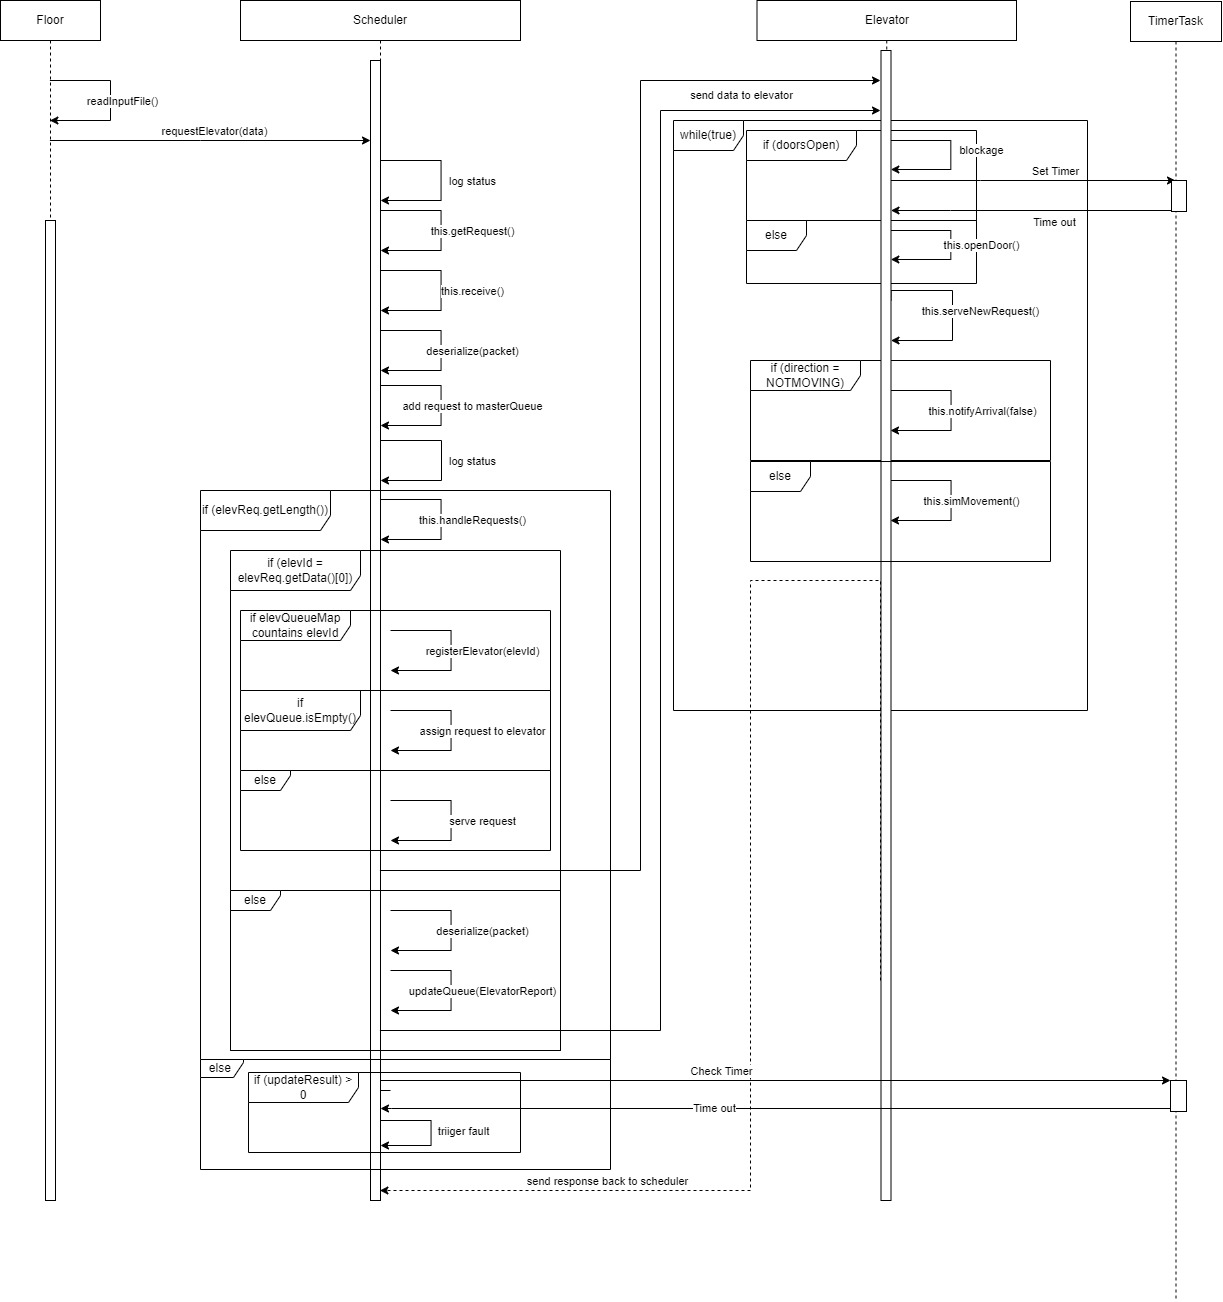 Floor
Scheduler
Elevator
TimerTask
readInputFile()
requestElevator(data)
log status
this.getRequest()
this.receive()
deserialize(packet)
add request to masterQueue
log status
if (elevReq.getLength())
this.handleRequests()
if (elevId =
elevReq.getData()[0])
if elevQueueMap
countains elevId
registerElevator(elevId)
if
elevQueue.isEmpty()
assign request to elevator
else
serve request
else
deserialize(packet)
updateQueue(ElevatorReport)
else
if (updateResult) >
0
Check Timer
Time out
triiger fault
send response back to scheduler
send data to elevator
while(true)
if (doorsOpen)
blockage
Set Timer
Time out
else
this.openDoor()
this.serveNewRequest()
if (direction =
NOTMOVING)
this.notifyArrival(false)
else
this.simMovement()